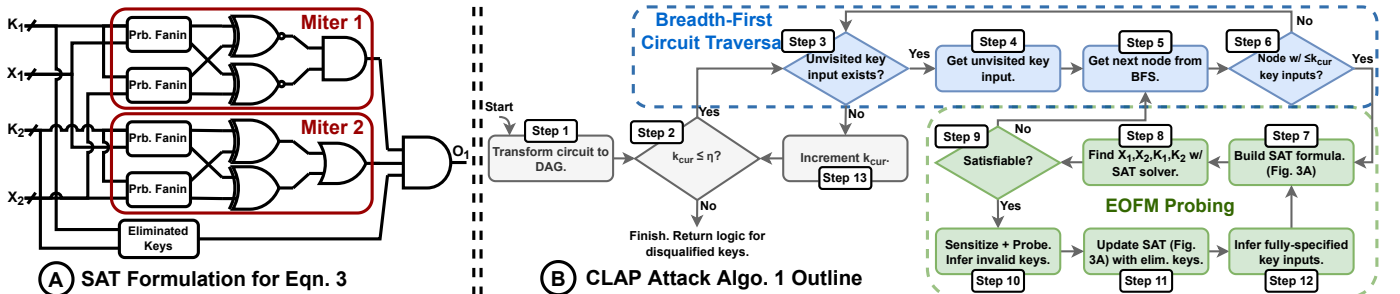 K1
X1
K2
X2
Prb. Fanin
Prb. Fanin
Miter 1
Prb. Fanin
Prb. Fanin
Miter 2
Eliminated
Keys
O1
A SAT Formulation for Eqn. 3
Breadth-First
Circuit Traversal
Start
Step 1
Transform circuit to
DAG.
Step 2
kcur ≤ η?
Yes
No
Finish. Return logic for
disqualified keys.
Step 3
Unvisited key
input exists?
Yes
No
Step 4
Get unvisited key
input.
Step 5
Get next node from
BFS.
Step 6
Node w/ ≤kcur
key inputs?
No
Yes
Increment kcur.
Step 13
Step 7
Build SAT formula.
(Fig. 3A)
Step 8
Find X1,X2,K1,K2 w/
SAT solver.
Step 9
Satisfiable?
No
Yes
EOFM Probing
Sensitize + Probe.
Infer invalid keys.
Step 10
Update SAT (Fig.
3A) with elim. keys.
Step 11
Infer fully-specified
key inputs.
Step 12
B CLAP Attack Algo. 1 Outline